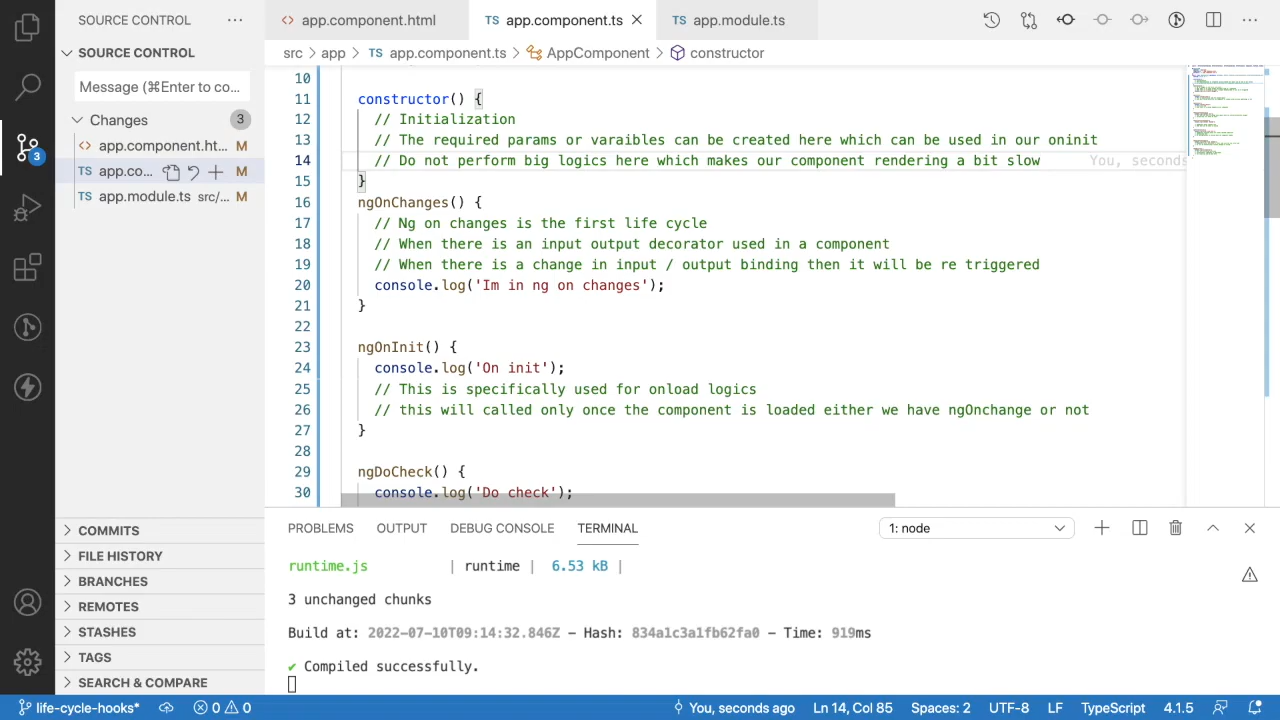 SOURCE CONTROL ···
<> app.component.html TS app.component.ts TS app.module.ts ···
SOURCE CONTROL
src > app > TS app.component.ts > AppComponent > constructor
Message (⌘Enter to co...
Changes 3
<> app.component.ht... M
TS app.co... M
TS app.module.ts src/... M
3
10
11 constructor() {
12 // Initialization
13 // The required params or varaibles can be created here which can be used in our oninit
14 // Do not perform big logics here which makes our component rendering a bit slow You, seconds
15 }
16 ngOnChanges() {
17 // Ng on changes is the first life cycle
18 // When there is an input output decorator used in a component
19 // When there is a change in input / output binding then it will be re triggered
20 console.log('Im in ng on changes');
21 }
22
23 ngOnInit() {
24 console.log('On init');
25 // This is specifically used for onload logics
26 // this will called only once the component is loaded either we have ngOnchange or not
27 }
28
29 ngDoCheck() {
30 console.log('Do check');
COMMITS
FILE HISTORY
BRANCHES
REMOTES
STASHES
TAGS
SEARCH & COMPARE
PROBLEMS OUTPUT DEBUG CONSOLE TERMINAL 1: node
runtime.js | runtime | 6.53 kB |
3 unchanged chunks
Build at: 2022-07-10T09:14:32.846Z - Hash: 834a1c3a1fb62fa0 - Time: 919ms
✔ Compiled successfully.
life-cycle-hooks* 0 0 You, seconds ago Ln 14, Col 85 Spaces: 2 UTF-8 LF TypeScript 4.1.5